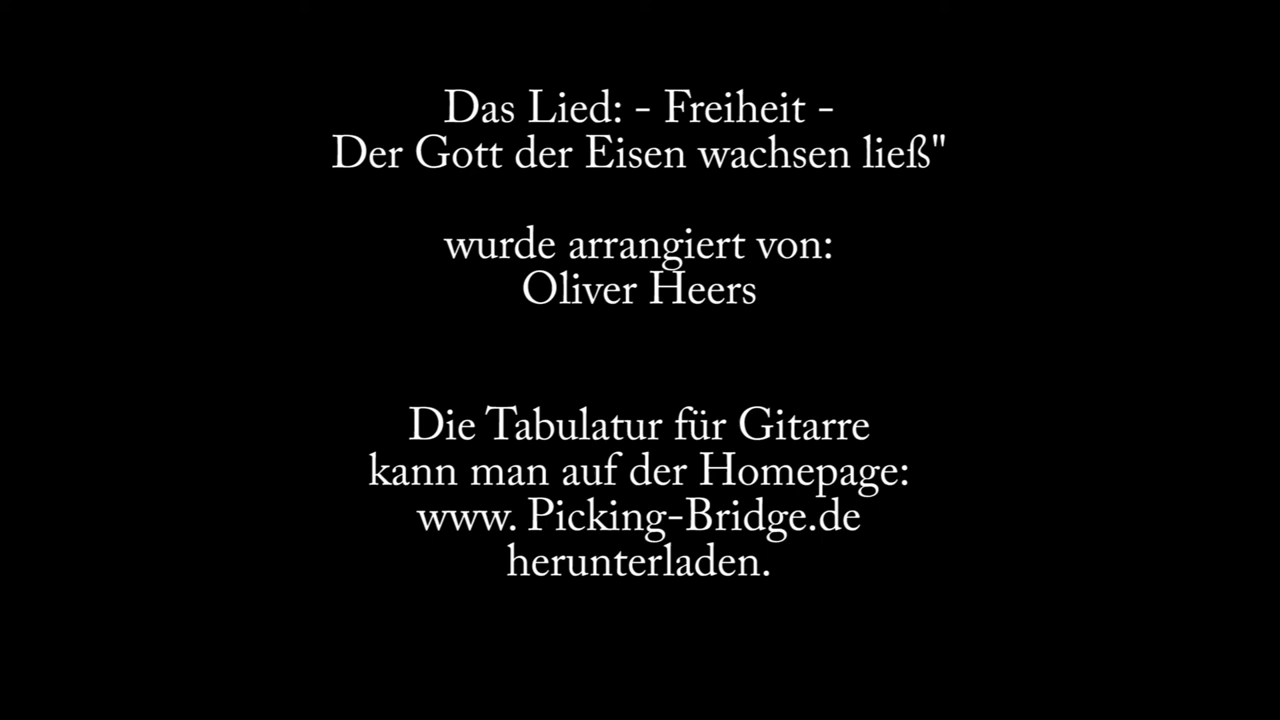 Das Lied: - Freiheit -
Der Gott der Eisen wachsen ließ"
wurde arrangiert von:
Oliver Heers
Die Tabulatur für Gitarre
kann man auf der Homepage:
www. Picking-Bridge.de
herunterladen.